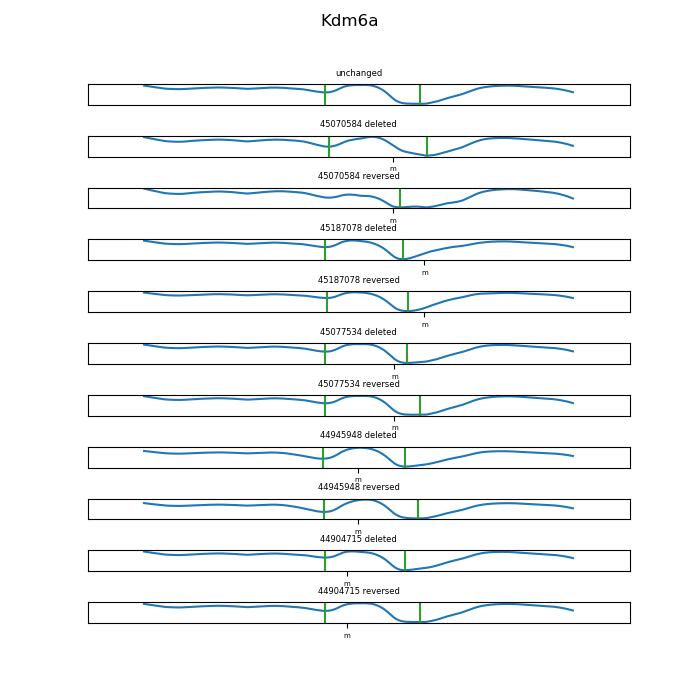 Kdm6a
unchanged
45070584 deleted
m
45070584 reversed
m
45187078 deleted
m
45187078 reversed
m
45077534 deleted
m
45077534 reversed
m
44945948 deleted
m
44945948 reversed
m
44904715 deleted
m
44904715 reversed
m